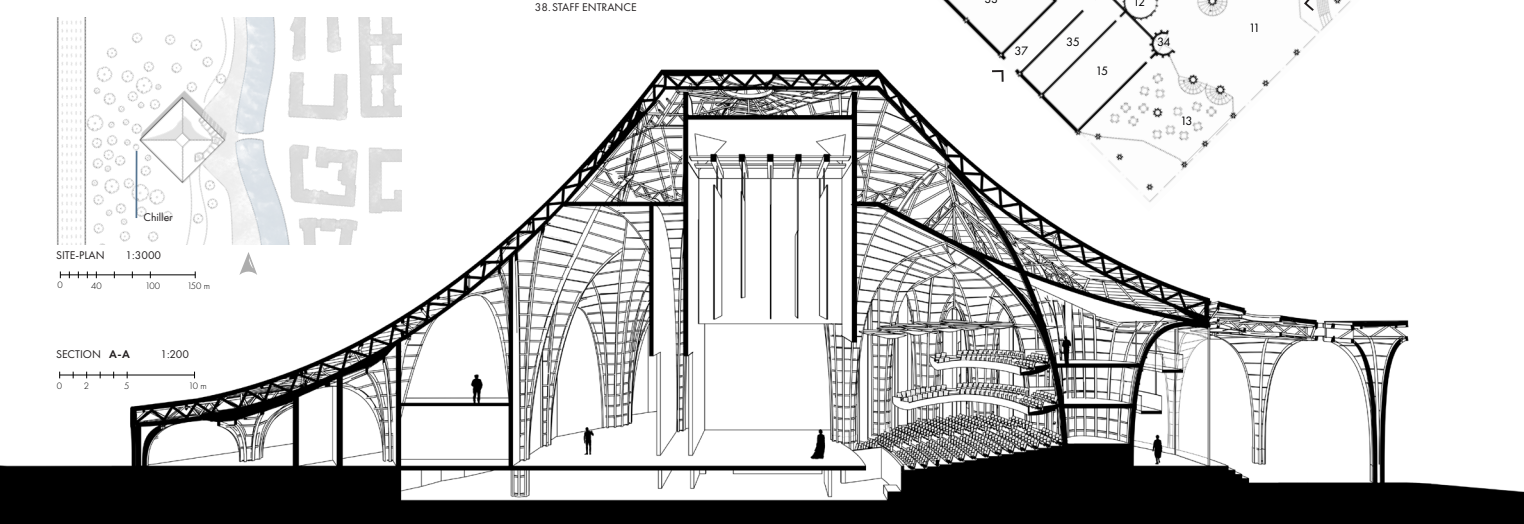 38. STAFF ENTRANCE
12
11
37
35
34
15
13
Chiller
SITE-PLAN 1:3000
0 40 100 150 m
SECTION A-A 1:200
0 2 5 10 m